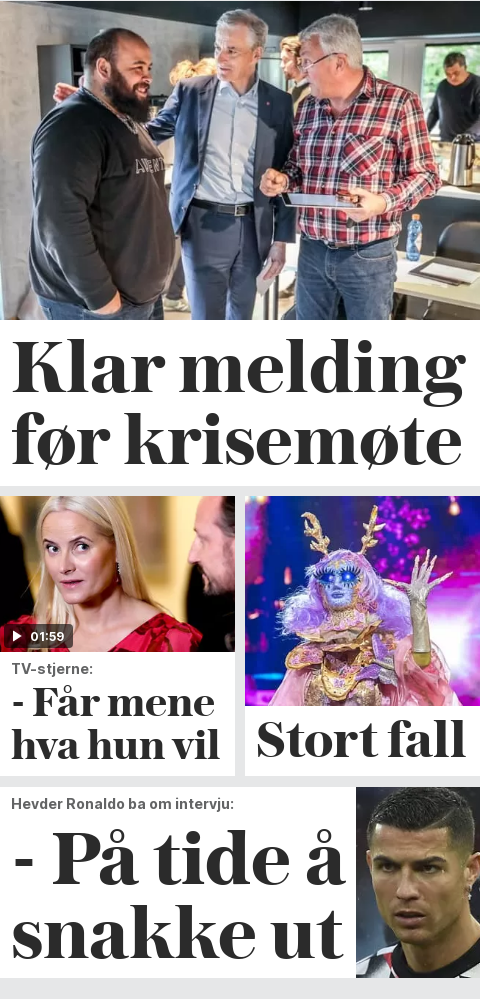 Klar melding
før krisemøte
01:59
TV-stjerne:
- Får mene
hva hun vil
Stort fall
Hevder Ronaldo ba om intervju:
- På tide å
snakke ut